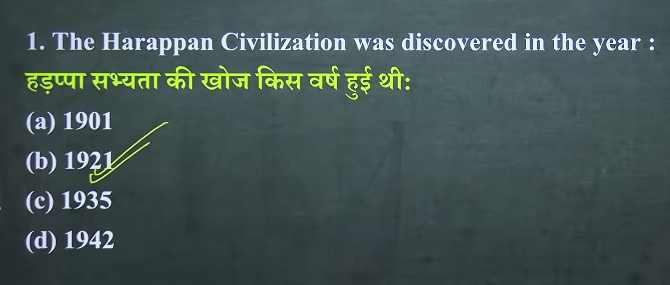 1. The Harappan Civilization was discovered in the year :
हड़प्पा सभ्यता की खोज किस वर्ष हुई थी:
(a) 1901
(b) 1921
(c) 1935
(d) 1942